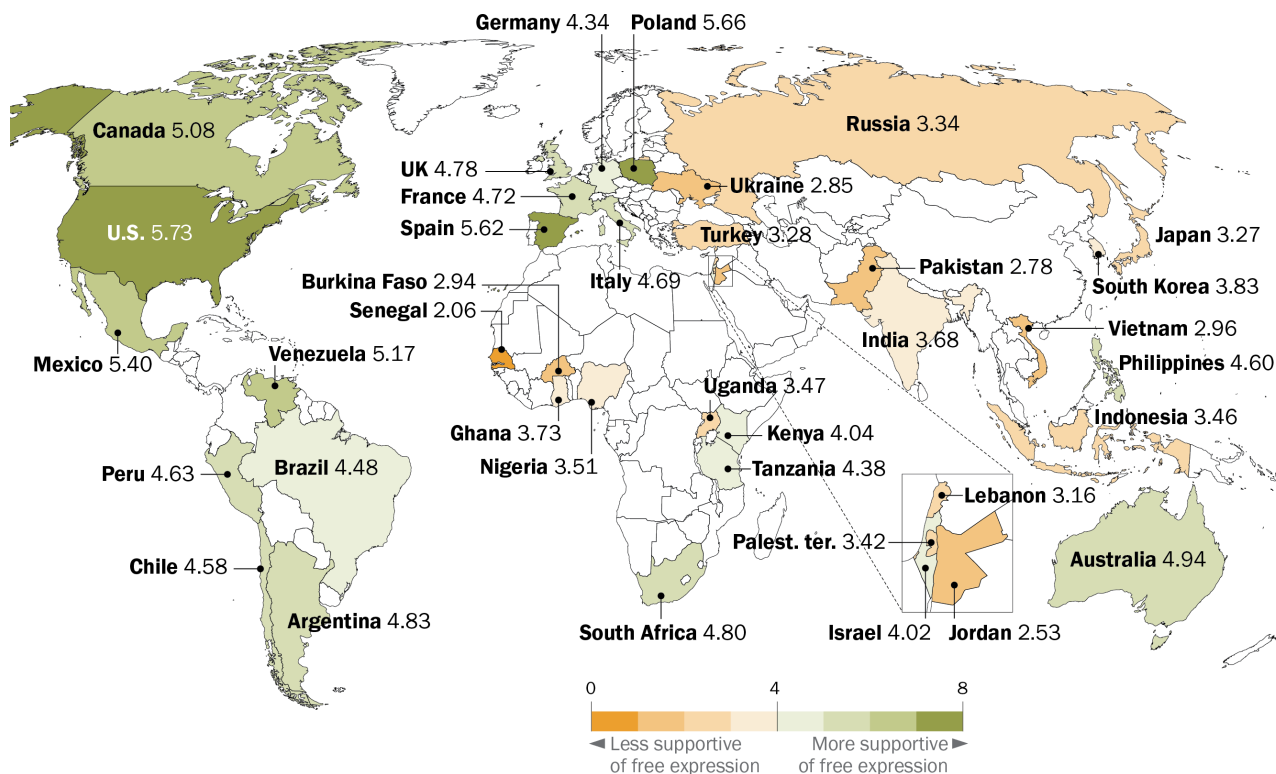 Germany 4.34
Poland 5.66
Canada 5.08
Russia 3.34
UK 4.78
Ukraine 2.85
France 4.72
U.S. 5.73
Spain 5.62
Turkey 3.28
Japan 3.27
Pakistan 2.78
Burkina Faso 2.94
Italy 4.69
South Korea 3.83
Senegal 2.06
Vietnam 2.96
India 3.68
Venezuela 5.17
Mexico 5.40
Philippines 4.60
Uganda 3.47
Indonesia 3.46
Ghana 3.73
Kenya 4.04
Nigeria 3.51
Brazil 4.48
Tanzania 4.38
Peru 4.63
Lebanon 3.16
Palest. ter. 3.42
Australia 4.94
Chile 4.58
Argentina 4.83
South Africa 4.80
Israel 4.02
Jordan 2.53
0 4 8
Less supportive
of free expression
More supportive
of free expression